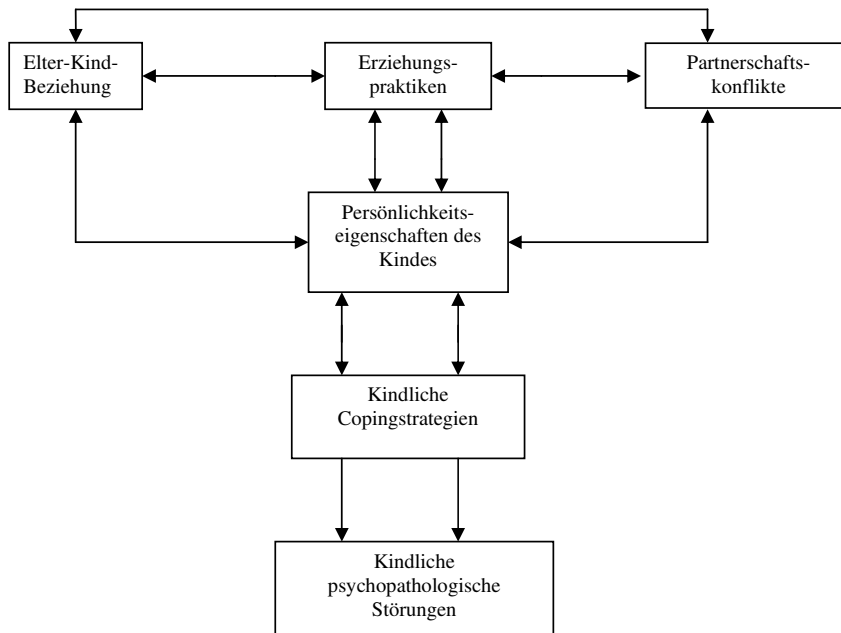 Elter-Kind-
Beziehung
Erziehungs-
praktiken
Partnerschafts-
konflikte
Persönlichkeits-
eigenschaften des
Kindes
Kindliche
Copingstrategien
Kindliche
psychopathologische
Störungen